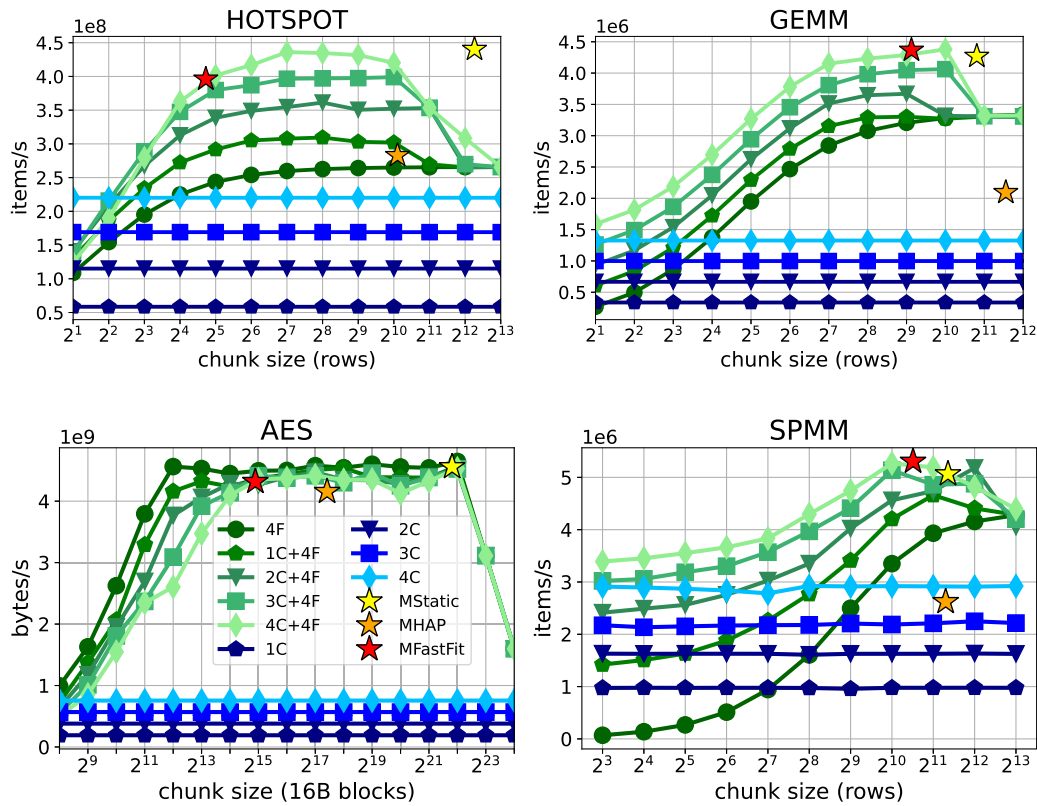 HOTSPOT
1e8
items/s
4.5
4.0
3.5
3.0
2.5
2.0
1.5
1.0
0.5
2^1 2^2 2^3 2^4 2^5 2^6 2^7 2^8 2^9 2^10 2^11 2^12 2^13
chunk size (rows)
GEMM
1e6
items/s
4.5
4.0
3.5
3.0
2.5
2.0
1.5
1.0
0.5
2^1 2^2 2^3 2^4 2^5 2^6 2^7 2^8 2^9 2^10 2^11 2^12
chunk size (rows)
AES
1e9
bytes/s
4
3
2
1
0
4F
1C+4F
2C+4F
3C+4F
4C+4F
1C
2C
3C
4C
MStatic
MHAP
MFastFit
2^9 2^11 2^13 2^15 2^17 2^19 2^21 2^23
chunk size (16B blocks)
SPMM
1e6
items/s
5
4
3
2
1
0
2^3 2^4 2^5 2^6 2^7 2^8 2^9 2^10 2^11 2^12 2^13
chunk size (rows)